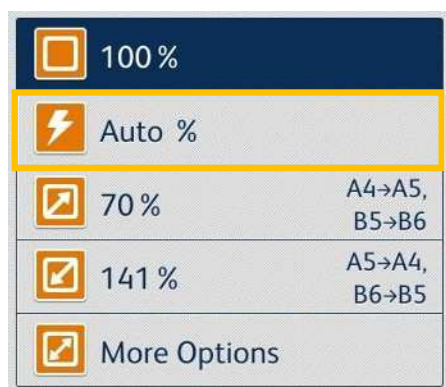 100 %
Auto %
70 % A4→A5,
B5→B6
141 % A5→A4,
B6→B5
More Options